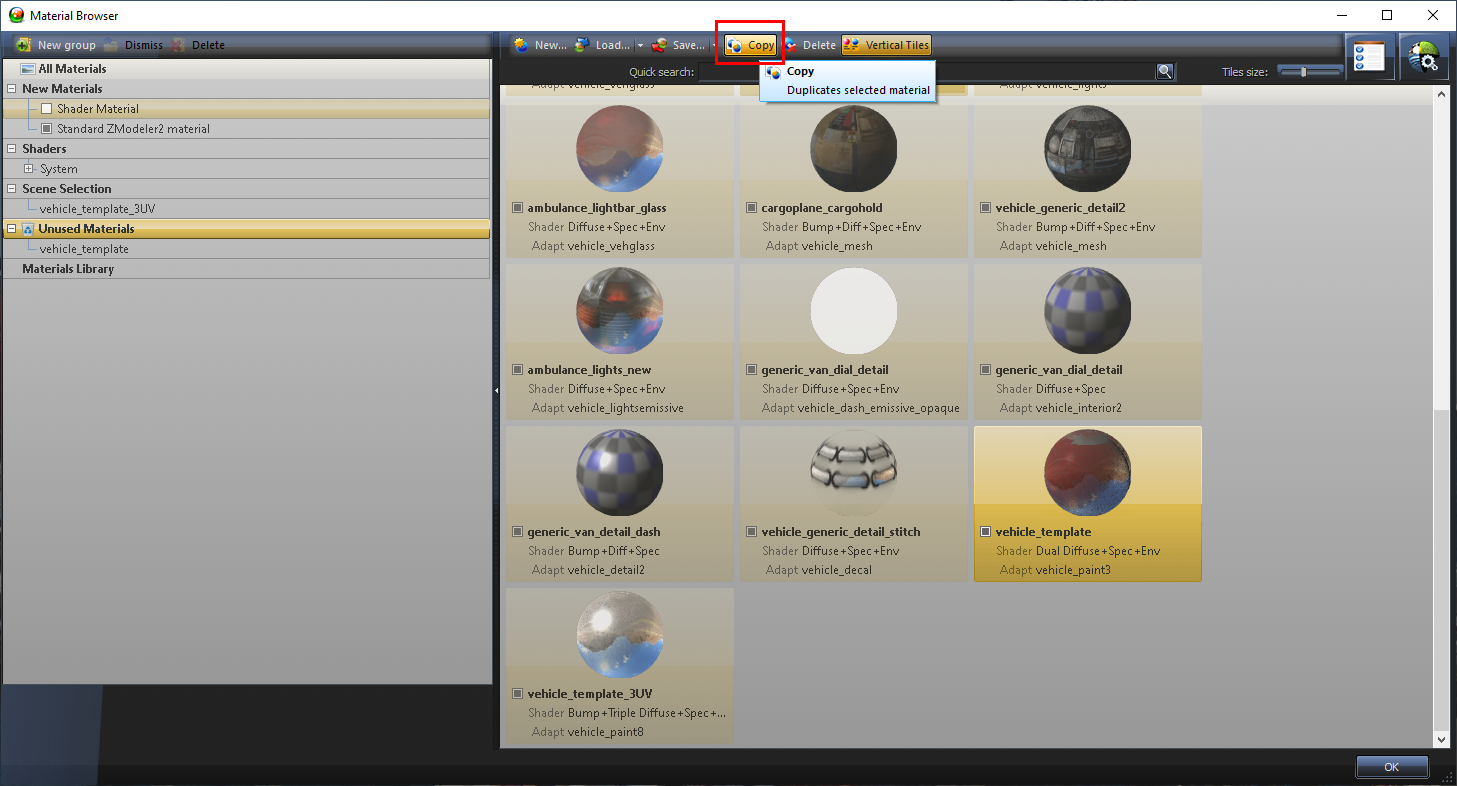 Material Browser
New group Dismiss Delete
New... Load... Save... Copy Delete Vertical Tiles
Quick search: Tiles size:
Copy
Duplicates selected material
All Materials
New Materials
Shader Material
Standard ZModeler2 material
Shaders
System
Scene Selection
vehicle_template_3UV
Unused Materials
vehicle_template
Materials Library
Adapt vehicle_vehglass
Adapt vehicle_lights
ambulance_lightbar_glass
Shader Diffuse+Spec+Env
Adapt vehicle_vehglass
cargoplane_cargohold
Shader Bump+Diff+Spec+Env
Adapt vehicle_mesh
vehicle_generic_detail2
Shader Bump+Diff+Spec+Env
Adapt vehicle_mesh
ambulance_lights_new
Shader Diffuse+Spec+Env
Adapt vehicle_lightsemissive
generic_van_dial_detail
Shader Diffuse+Spec+Env
Adapt vehicle_dash_emissive_opaque
generic_van_dial_detail
Shader Diffuse+Spec
Adapt vehicle_interior2
generic_van_detail_dash
Shader Bump+Diff+Spec
Adapt vehicle_detail2
vehicle_generic_detail_stitch
Shader Diffuse+Spec+Env
Adapt vehicle_decal
vehicle_template
Shader Dual Diffuse+Spec+Env
Adapt vehicle_paint3
vehicle_template_3UV
Shader Bump+Triple Diffuse+Spec+...
Adapt vehicle_paint8
OK